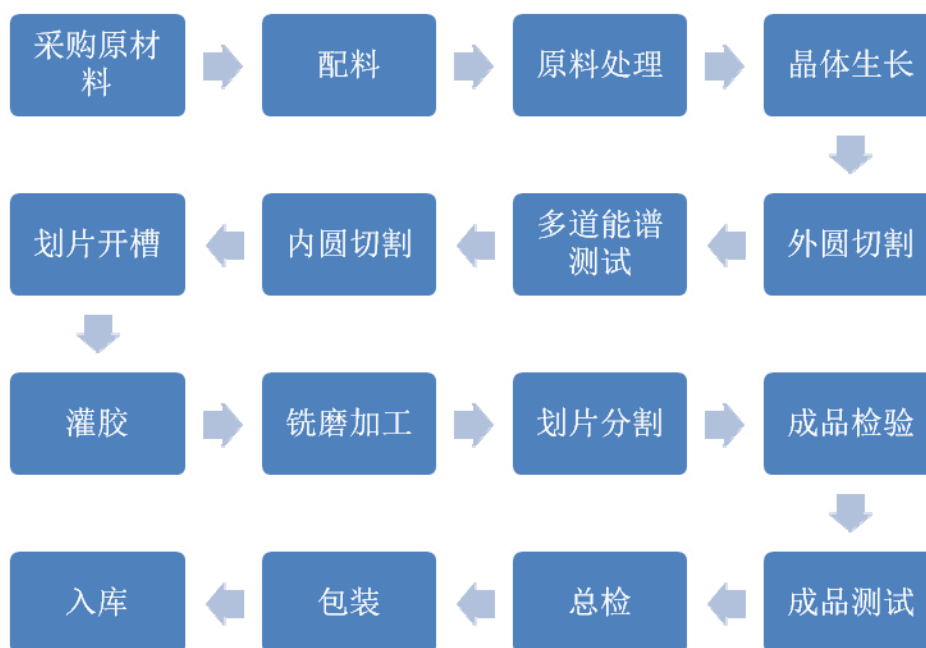 采购原材
料
配料
原料处理
晶体生长
外圆切割
多道能谱
测试
内圆切割
划片开槽
灌胶
铣磨加工
划片分割
成品检验
成品测试
总检
包装
入库